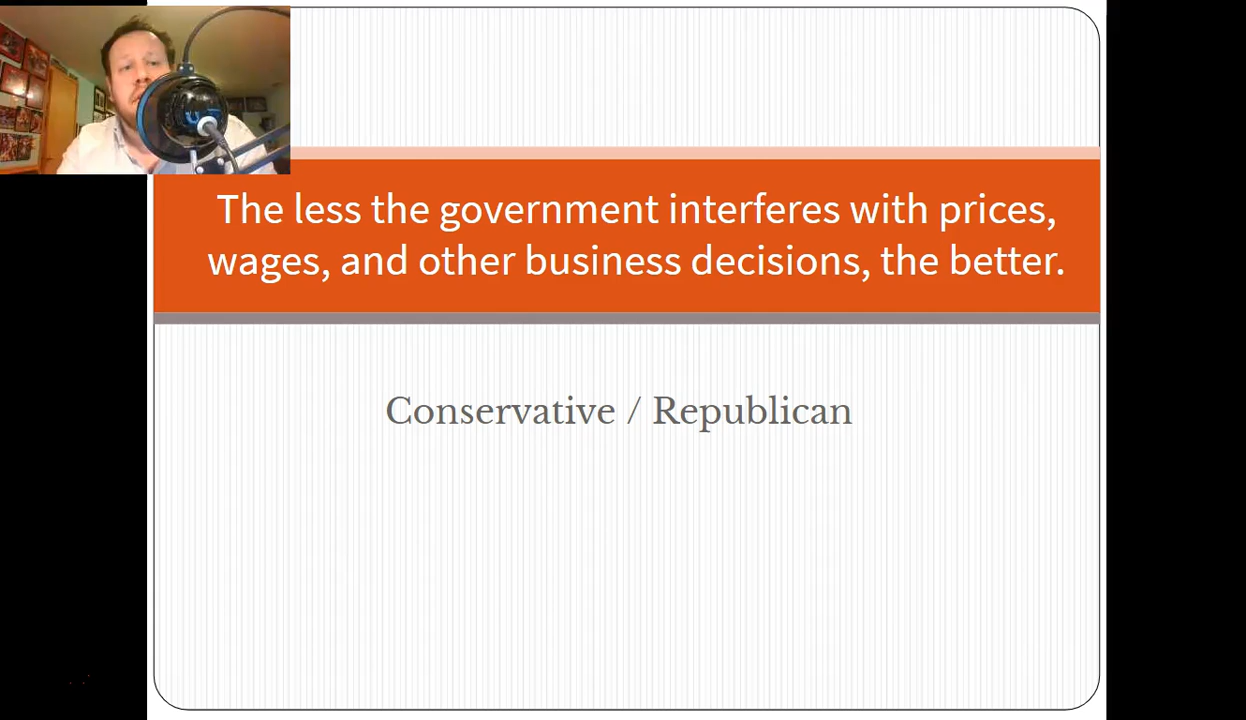 The less the government interferes with prices,
wages, and other business decisions, the better.
Conservative / Republican